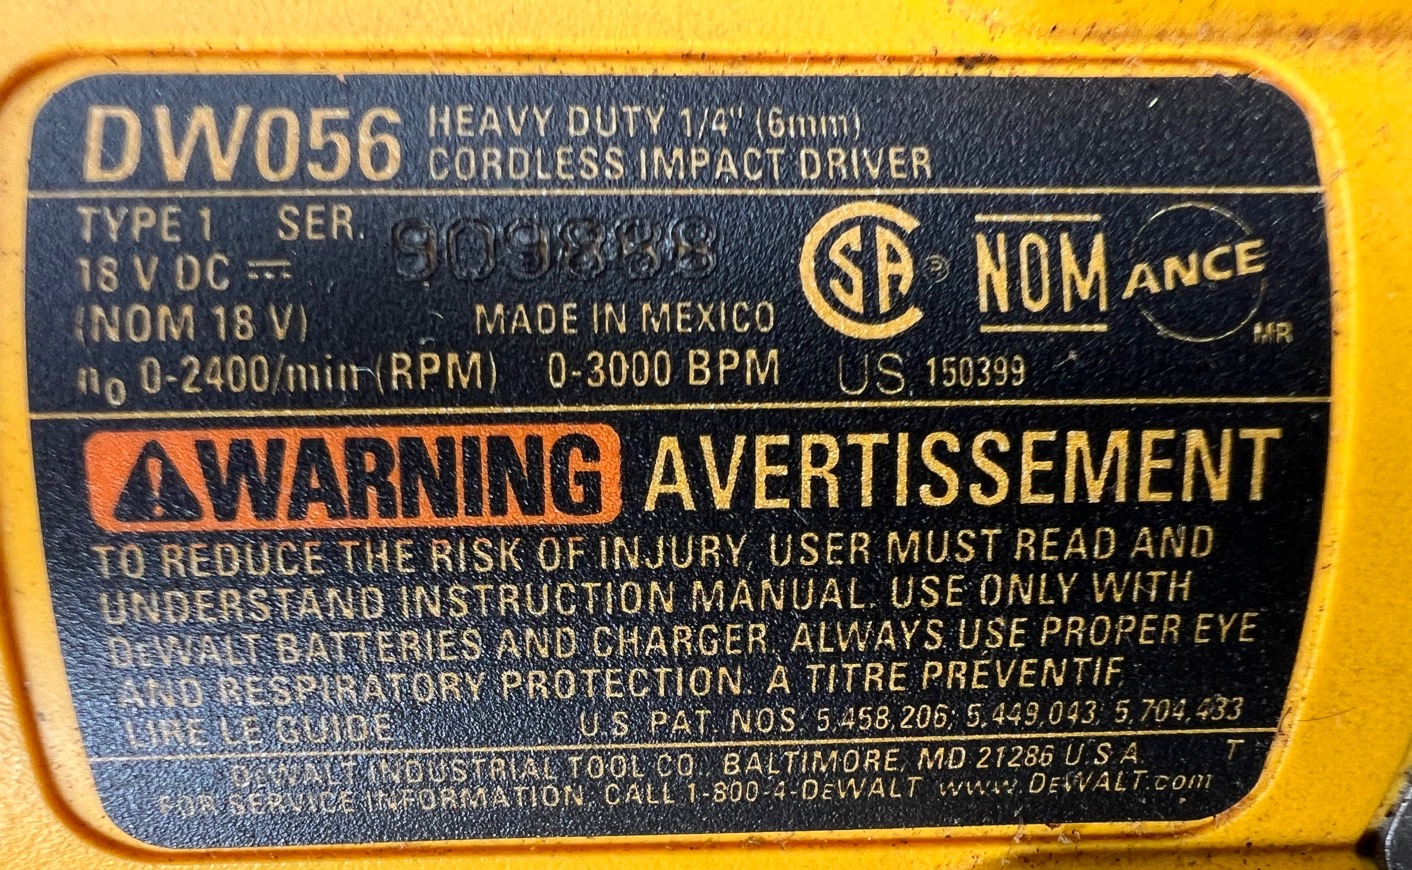 DW056 HEAVY DUTY 1/4" (6mm)
CORDLESS IMPACT DRIVER
TYPE 1 SER. 909888
18 V DC
(NOM 18 V) MADE IN MEXICO
n₀ 0-2400/min (RPM) 0-3000 BPM
CSA ®
US 150399
NOM
ANCE
MR
WARNING AVERTISSEMENT
TO REDUCE THE RISK OF INJURY, USER MUST READ AND
UNDERSTAND INSTRUCTION MANUAL. USE ONLY WITH
DEWALT BATTERIES AND CHARGER. ALWAYS USE PROPER EYE
AND RESPIRATORY PROTECTION. A TITRE PRÉVENTIF,
LIRE LE GUIDE U.S. PAT. NOS. 5,458,206; 5,449,043; 5,704,433
DEWALT INDUSTRIAL TOOL CO., BALTIMORE, MD 21286 U.S.A. T
FOR SERVICE INFORMATION, CALL 1-800-4-DEWALT www.DEWALT.com